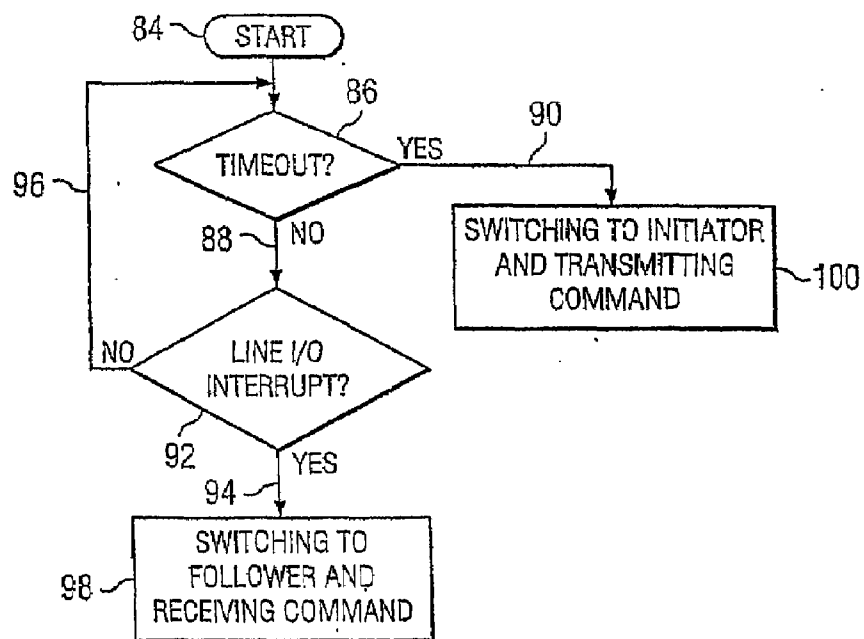 84
START
86
TIMEOUT?
YES
90
96
88
NO
SWITCHING TO INITIATOR
AND TRANSMITTING
COMMAND
100
NO
LINE I/O
INTERRUPT?
92
YES
94
SWITCHING TO
FOLLOWER AND
RECEIVING COMMAND
98